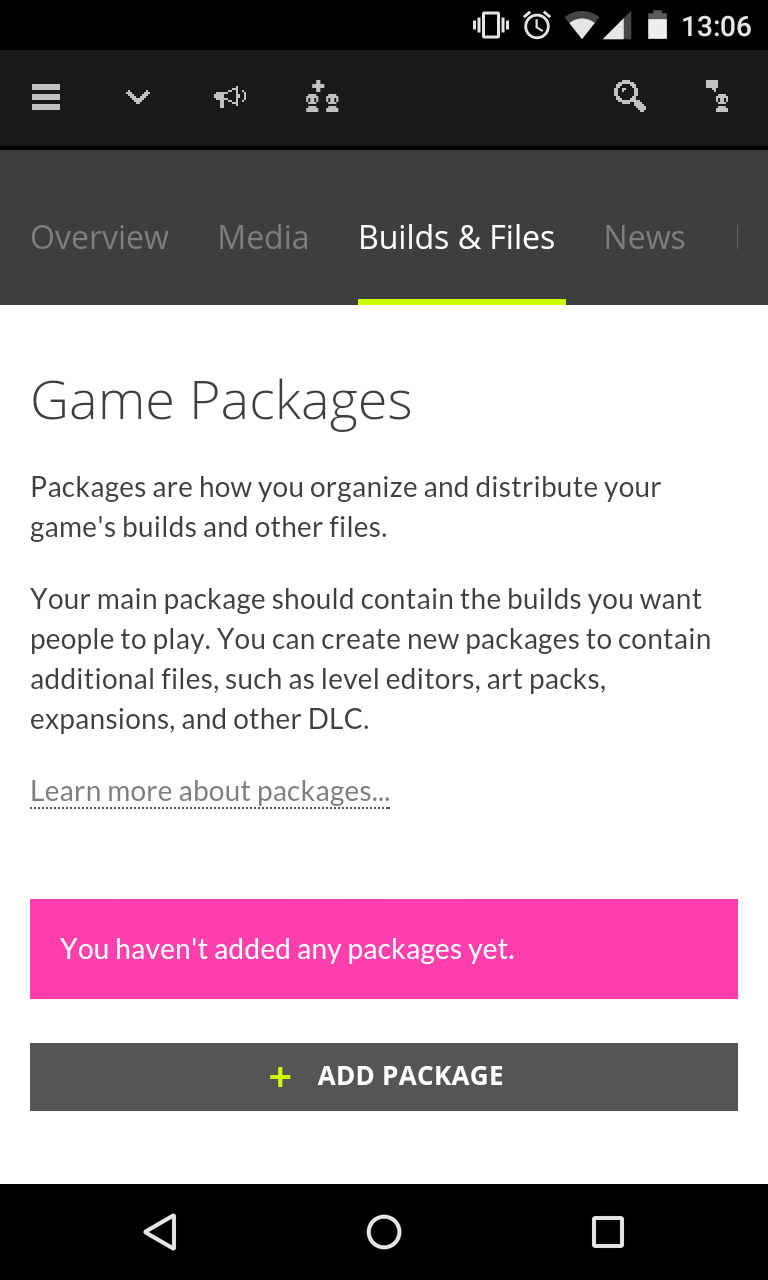 13:06
Overview Media Builds & Files News
Game Packages
Packages are how you organize and distribute your
game's builds and other files.
Your main package should contain the builds you want
people to play. You can create new packages to contain
additional files, such as level editors, art packs,
expansions, and other DLC.
Learn more about packages...
You haven't added any packages yet.
+ ADD PACKAGE